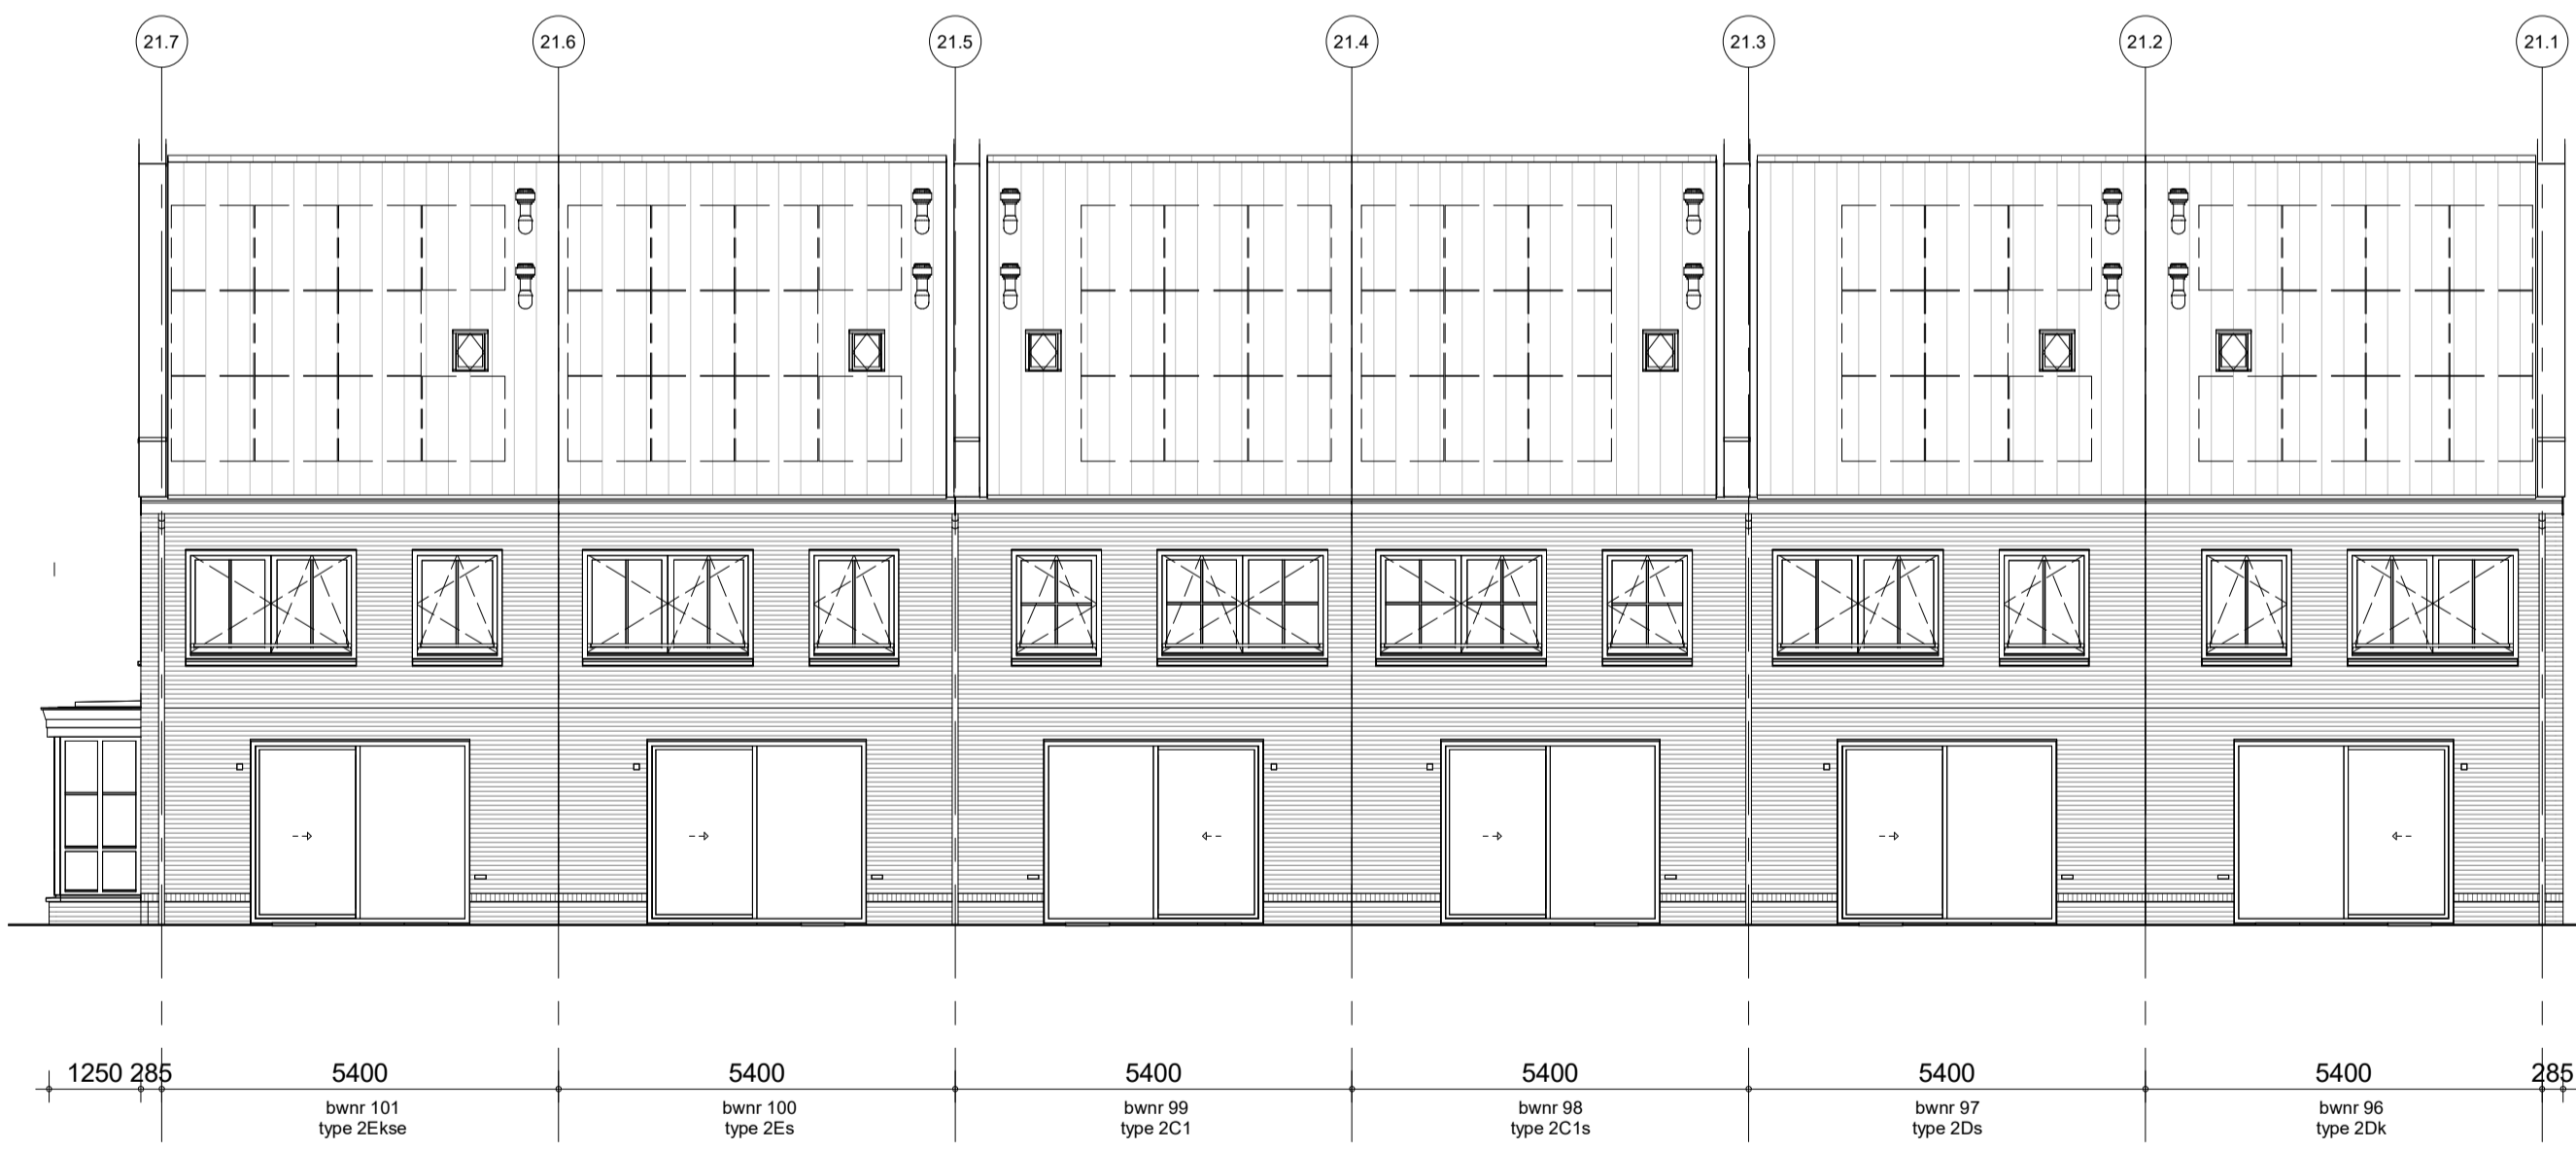 21.7 21.6 21.5 21.4 21.3 21.2 21.1
1250 285 5400 5400 5400 5400 5400 5400 285
bwnr 101 bwnr 100 bwnr 99 bwnr 98 bwnr 97 bwnr 96
type 2Ekse type 2Es type 2C1 type 2C1s type 2Ds type 2Dk